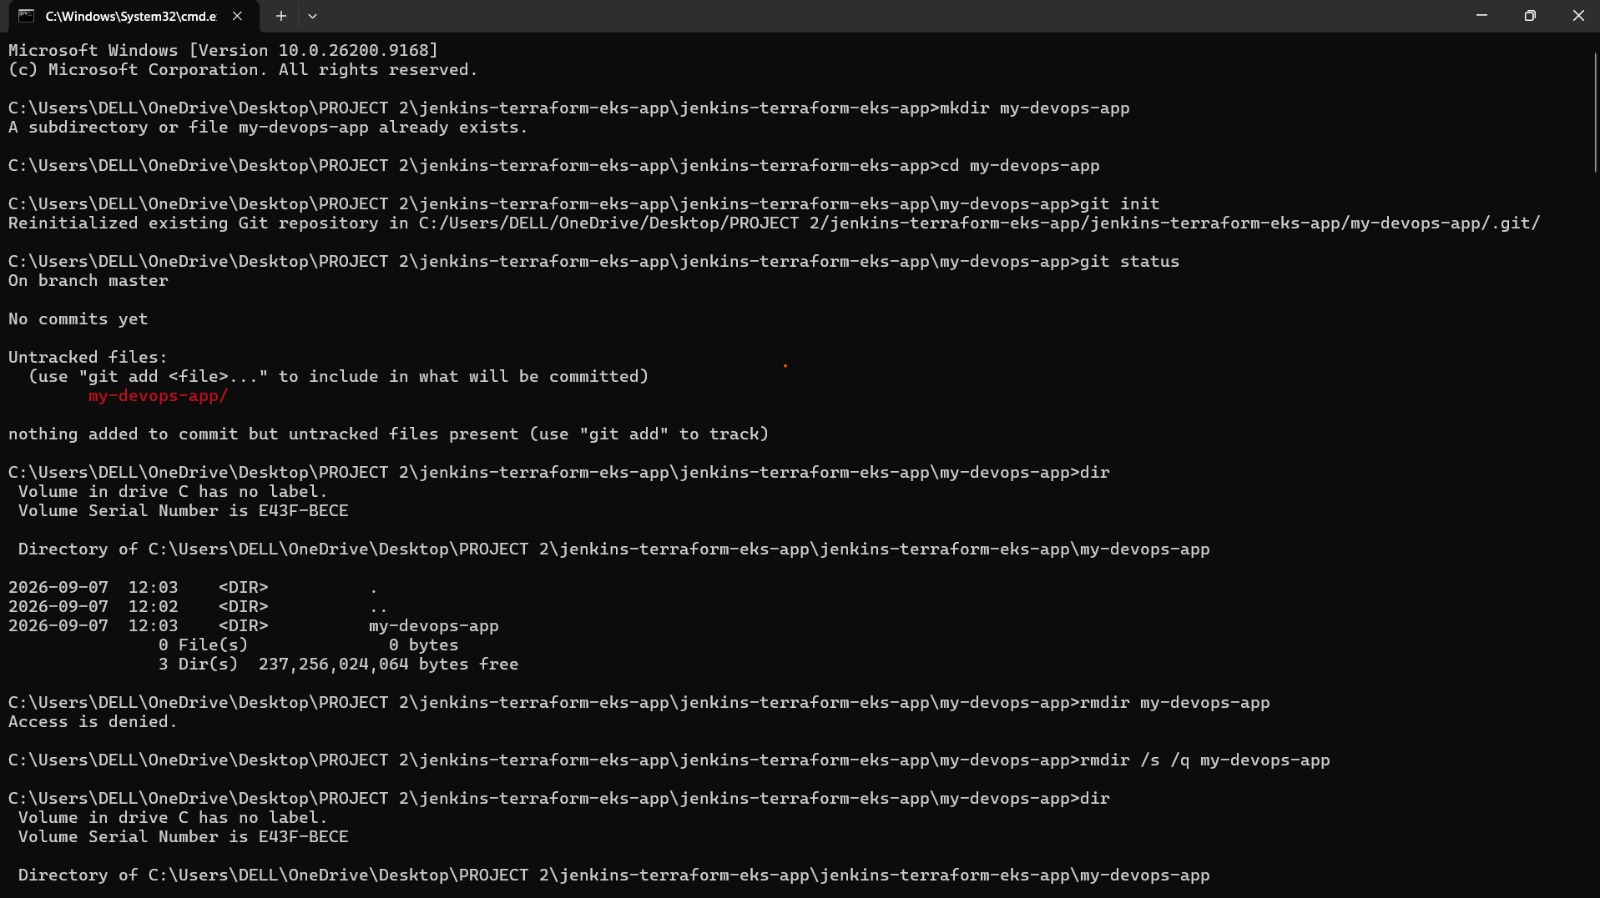 C:\Windows\System32\cmd.e
Microsoft Windows [Version 10.0.26200.9168]
(c) Microsoft Corporation. All rights reserved.
C:\Users\DELL\OneDrive\Desktop\PROJECT 2\jenkins-terraform-eks-app\jenkins-terraform-eks-app>mkdir my-devops-app
A subdirectory or file my-devops-app already exists.
C:\Users\DELL\OneDrive\Desktop\PROJECT 2\jenkins-terraform-eks-app\jenkins-terraform-eks-app>cd my-devops-app
C:\Users\DELL\OneDrive\Desktop\PROJECT 2\jenkins-terraform-eks-app\jenkins-terraform-eks-app\my-devops-app>git init
Reinitialized existing Git repository in C:/Users/DELL/OneDrive/Desktop/PROJECT 2/jenkins-terraform-eks-app/jenkins-terraform-eks-app/my-devops-app/.git/
C:\Users\DELL\OneDrive\Desktop\PROJECT 2\jenkins-terraform-eks-app\jenkins-terraform-eks-app\my-devops-app>git status
On branch master
No commits yet
Untracked files:
  (use "git add <file>..." to include in what will be committed)
        my-devops-app/
nothing added to commit but untracked files present (use "git add" to track)
C:\Users\DELL\OneDrive\Desktop\PROJECT 2\jenkins-terraform-eks-app\jenkins-terraform-eks-app\my-devops-app>dir
 Volume in drive C has no label.
 Volume Serial Number is E43F-BECE
 Directory of C:\Users\DELL\OneDrive\Desktop\PROJECT 2\jenkins-terraform-eks-app\jenkins-terraform-eks-app\my-devops-app
2026-09-07  12:03    <DIR>          .
2026-09-07  12:02    <DIR>          ..
2026-09-07  12:03    <DIR>          my-devops-app
               0 File(s)              0 bytes
               3 Dir(s)  237,256,024,064 bytes free
C:\Users\DELL\OneDrive\Desktop\PROJECT 2\jenkins-terraform-eks-app\jenkins-terraform-eks-app\my-devops-app>rmdir my-devops-app
Access is denied.
C:\Users\DELL\OneDrive\Desktop\PROJECT 2\jenkins-terraform-eks-app\jenkins-terraform-eks-app\my-devops-app>rmdir /s /q my-devops-app
C:\Users\DELL\OneDrive\Desktop\PROJECT 2\jenkins-terraform-eks-app\jenkins-terraform-eks-app\my-devops-app>dir
 Volume in drive C has no label.
 Volume Serial Number is E43F-BECE
 Directory of C:\Users\DELL\OneDrive\Desktop\PROJECT 2\jenkins-terraform-eks-app\jenkins-terraform-eks-app\my-devops-app